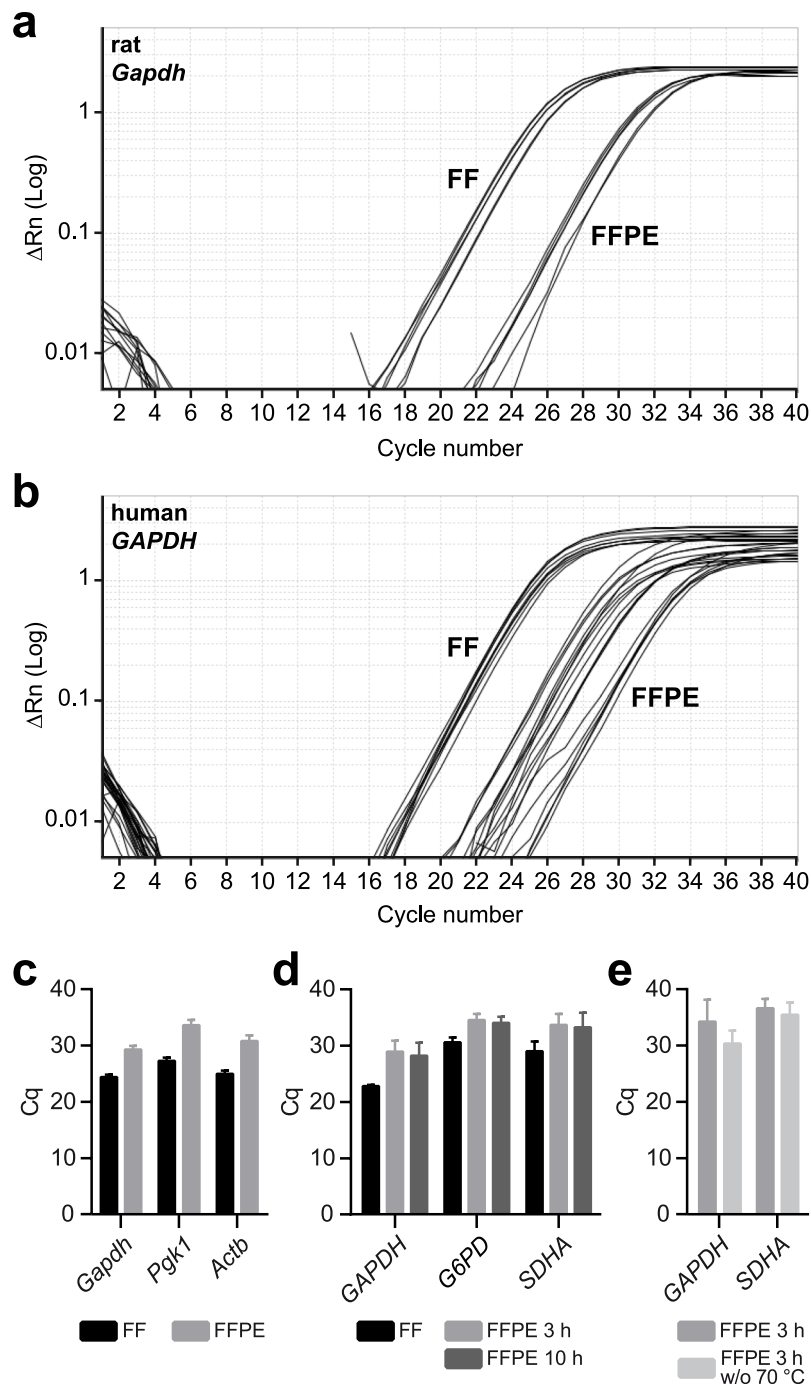 a
rat
Gapdh
ΔRn (Log)
1
0.1
0.01
FF
FFPE
2 4 6 8 10 12 14 16 18 20 22 24 26 28 30 32 34 36 38 40
Cycle number
b
human
GAPDH
ΔRn (Log)
1
0.1
0.01
FF
FFPE
2 4 6 8 10 12 14 16 18 20 22 24 26 28 30 32 34 36 38 40
Cycle number
c
Cq
40
30
20
10
0
Gapdh
Pgk1
Actb
FF
FFPE
d
Cq
40
30
20
10
0
GAPDH
G6PD
SDHA
FF
FFPE 3 h
FFPE 10 h
e
Cq
40
30
20
10
0
GAPDH
SDHA
FFPE 3 h
FFPE 3 h
w/o 70 °C